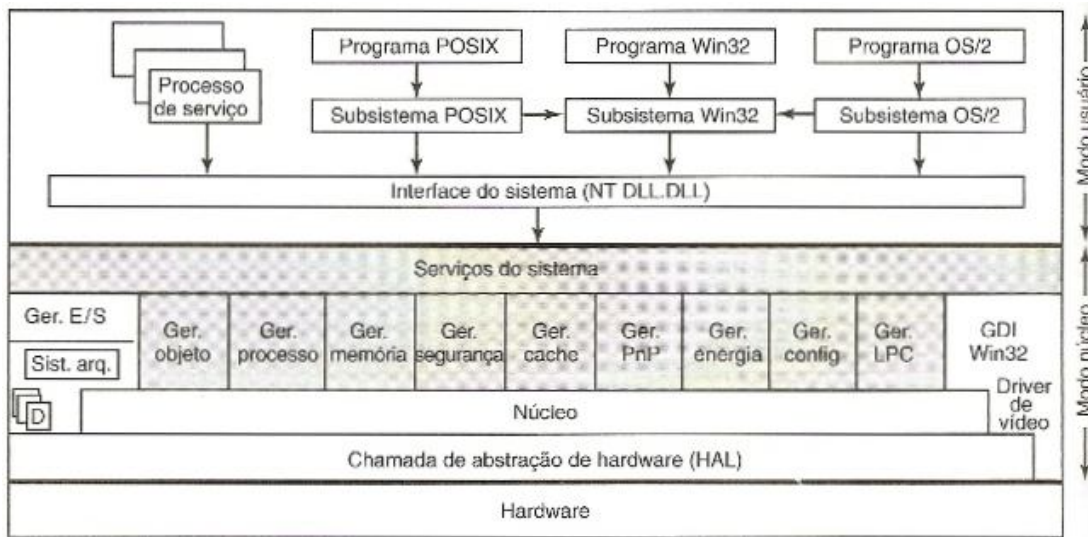 Programa POSIX
Programa Win32
Programa OS/2
Processo
de serviço
Subsistema POSIX
Subsistema Win32
Subsistema OS/2
Interface do sistema (NT DLL.DLL)
Modo usuário
Serviços do sistema
Ger. E/S
Sist. arq.
D
Ger.
objeto
Ger.
processo
Ger.
memória
Ger.
segurança
Ger.
cache
Ger.
PnP
Ger.
energia
Ger.
config
Ger.
LPC
GDI
Win32
Driver
de
vídeo
Modo núcleo
Núcleo
Chamada de abstração de hardware (HAL)
Hardware